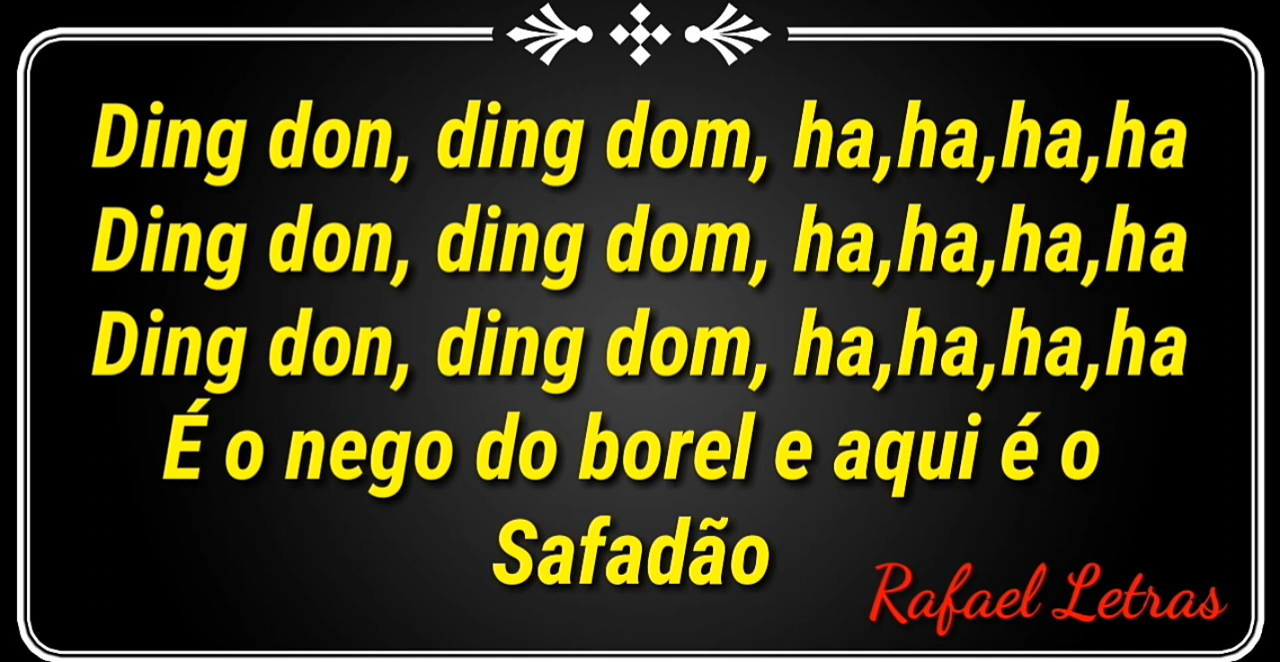 Ding don, ding dom, ha,ha,ha,ha
Ding don, ding dom, ha,ha,ha,ha
Ding don, ding dom, ha,ha,ha,ha
É o nego do borel e aqui é o
Safadão
Rafael Letras